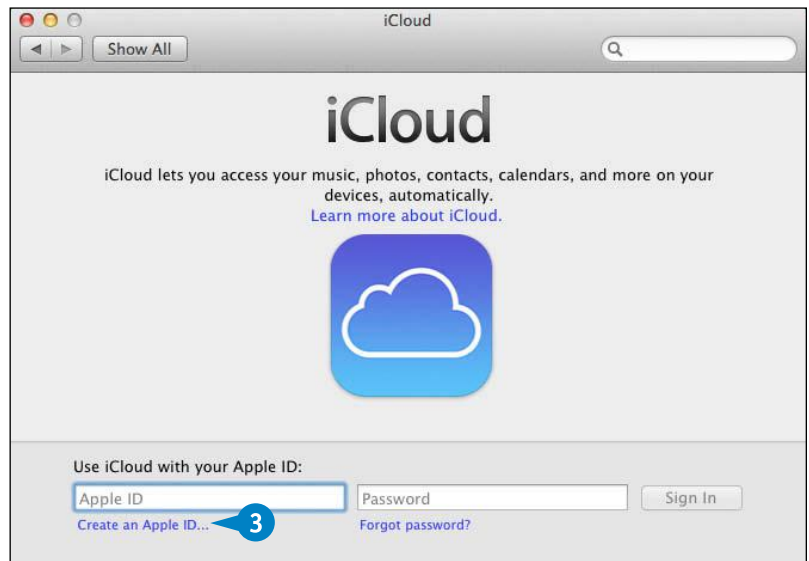 iCloud
Show All
iCloud
iCloud lets you access your music, photos, contacts, calendars, and more on your
devices, automatically.
Learn more about iCloud.
Use iCloud with your Apple ID:
Apple ID Password Sign In
Create an Apple ID... 3 Forgot password?